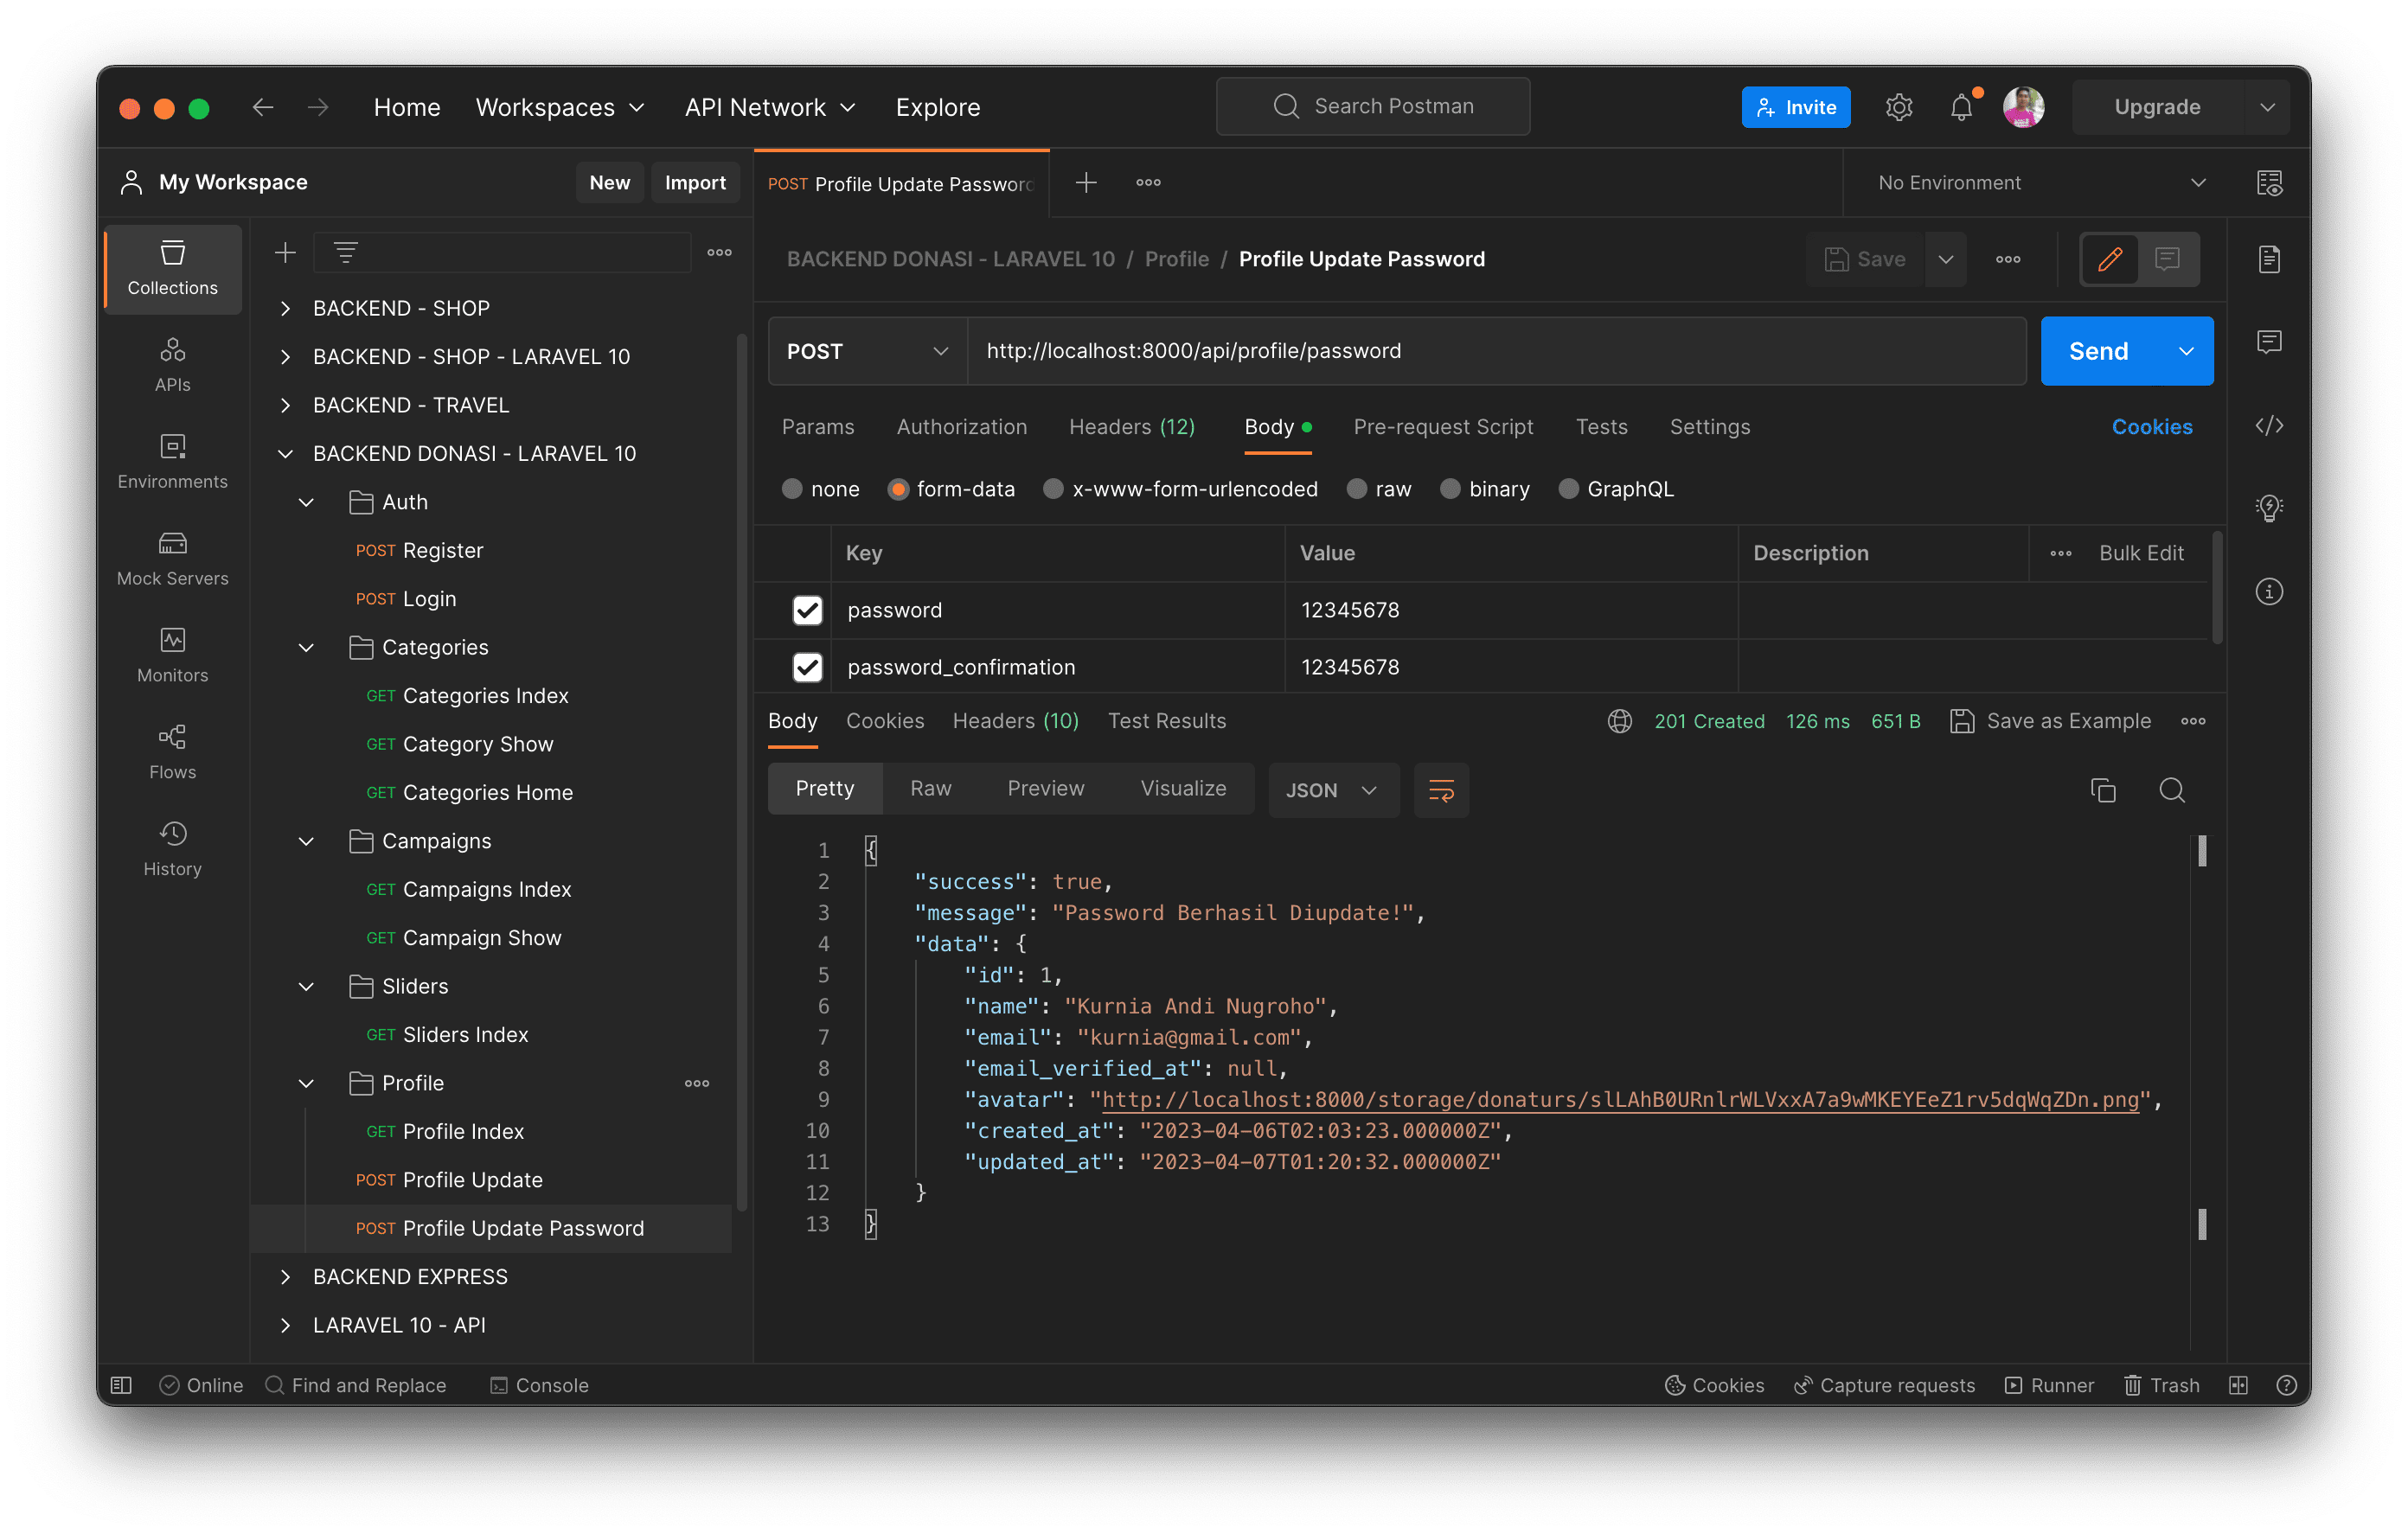 Home Workspaces API Network Explore Search Postman Invite Upgrade
My Workspace New Import
POST Profile Update Password
No Environment
Collections
APIs
Environments
Mock Servers
Monitors
Flows
History
BACKEND - SHOP
BACKEND - SHOP - LARAVEL 10
BACKEND - TRAVEL
BACKEND DONASI - LARAVEL 10
Auth
POST Register
POST Login
Categories
GET Categories Index
GET Category Show
GET Categories Home
Campaigns
GET Campaigns Index
GET Campaign Show
Sliders
GET Sliders Index
Profile
GET Profile Index
POST Profile Update
POST Profile Update Password
BACKEND EXPRESS
LARAVEL 10 - API
BACKEND DONASI - LARAVEL 10 / Profile / Profile Update Password
Save
POST http://localhost:8000/api/profile/password Send
Params Authorization Headers (12) Body Pre-request Script Tests Settings Cookies
none form-data x-www-form-urlencoded raw binary GraphQL
Key Value Description Bulk Edit
password 12345678
password_confirmation 12345678
Body Cookies Headers (10) Test Results 201 Created 126 ms 651 B Save as Example
Pretty Raw Preview Visualize JSON
1 {
2 "success": true,
3 "message": "Password Berhasil Diupdate!",
4 "data": {
5 "id": 1,
6 "name": "Kurnia Andi Nugroho",
7 "email": "kurnia@gmail.com",
8 "email_verified_at": null,
9 "avatar": "http://localhost:8000/storage/donaturs/slLAhB0URnlrWLVxxA7a9wMKEYEeZ1rv5dqWqZDn.png",
10 "created_at": "2023-04-06T02:03:23.000000Z",
11 "updated_at": "2023-04-07T01:20:32.000000Z"
12 }
13 }
Online Find and Replace Console Cookies Capture requests Runner Trash